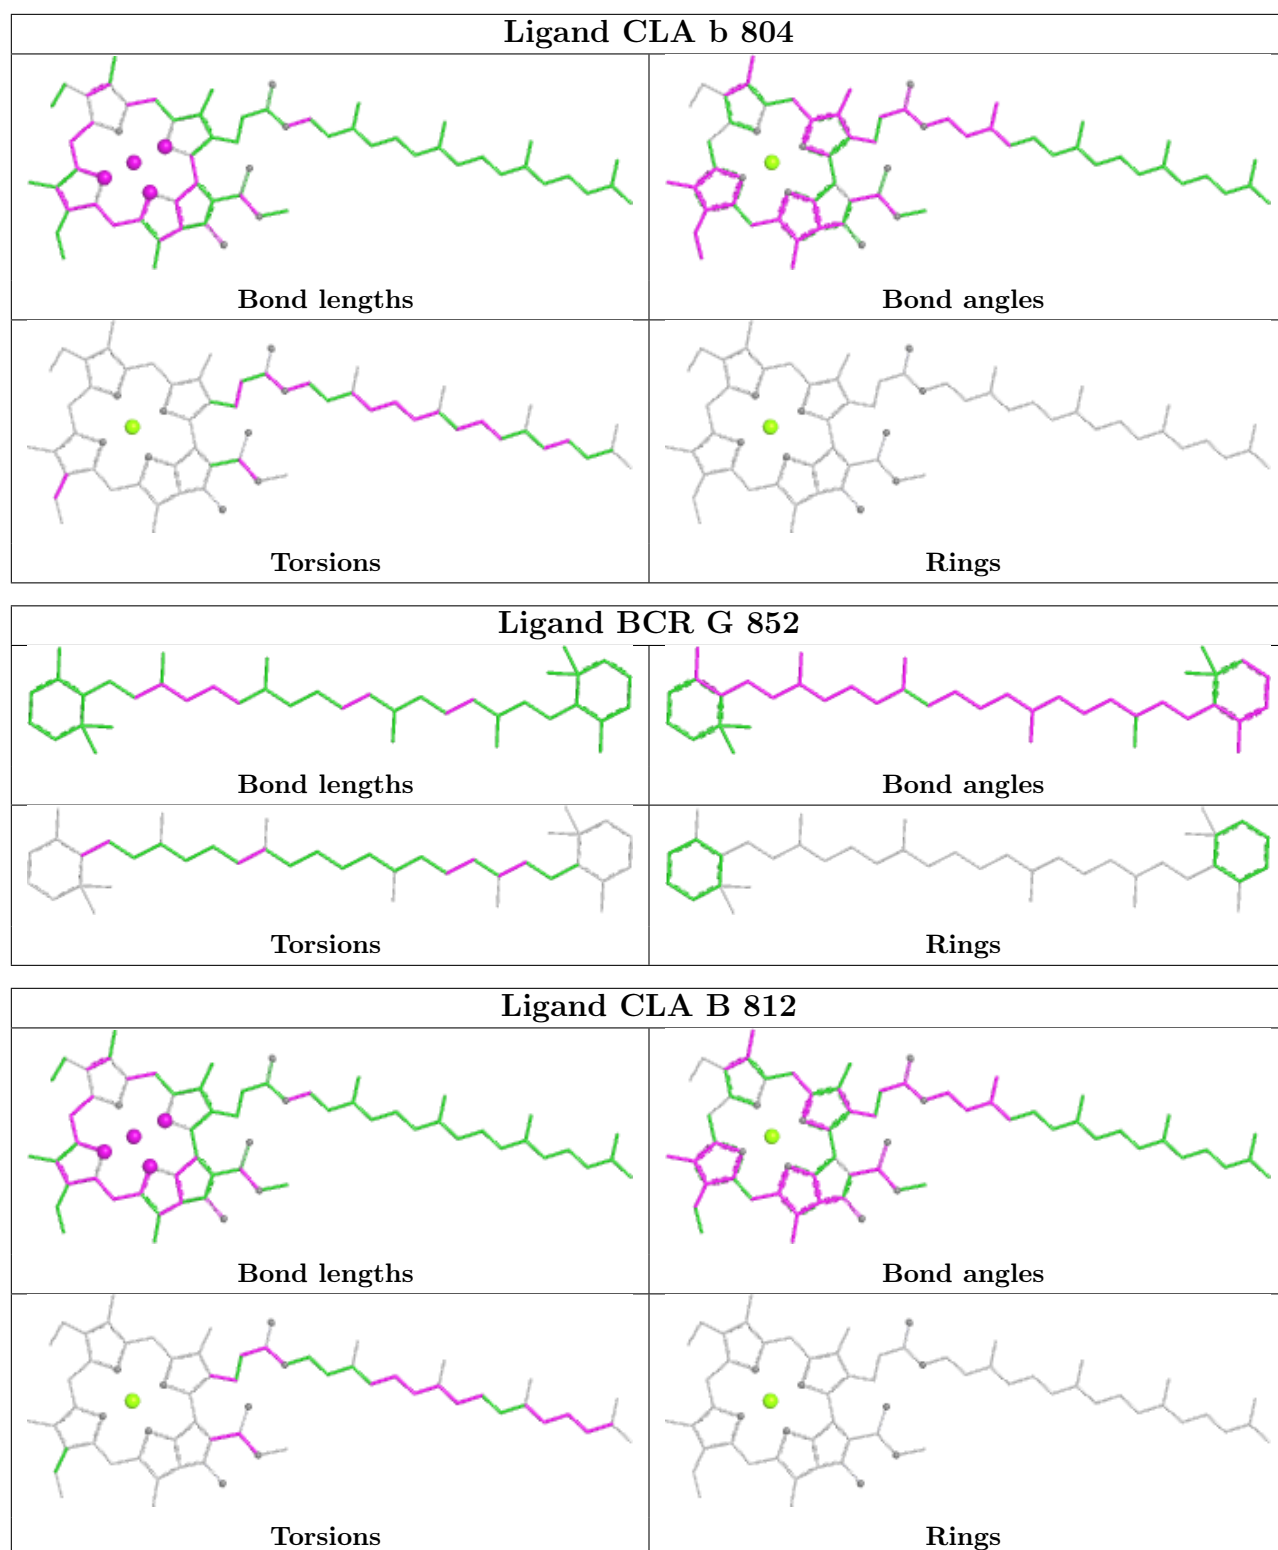 Ligand CLA b 804
Bond lengths
Bond angles
Torsions
Rings
Ligand BCR G 852
Bond lengths
Bond angles
Torsions
Rings
Ligand CLA B 812
Bond lengths
Bond angles
Torsions
Rings